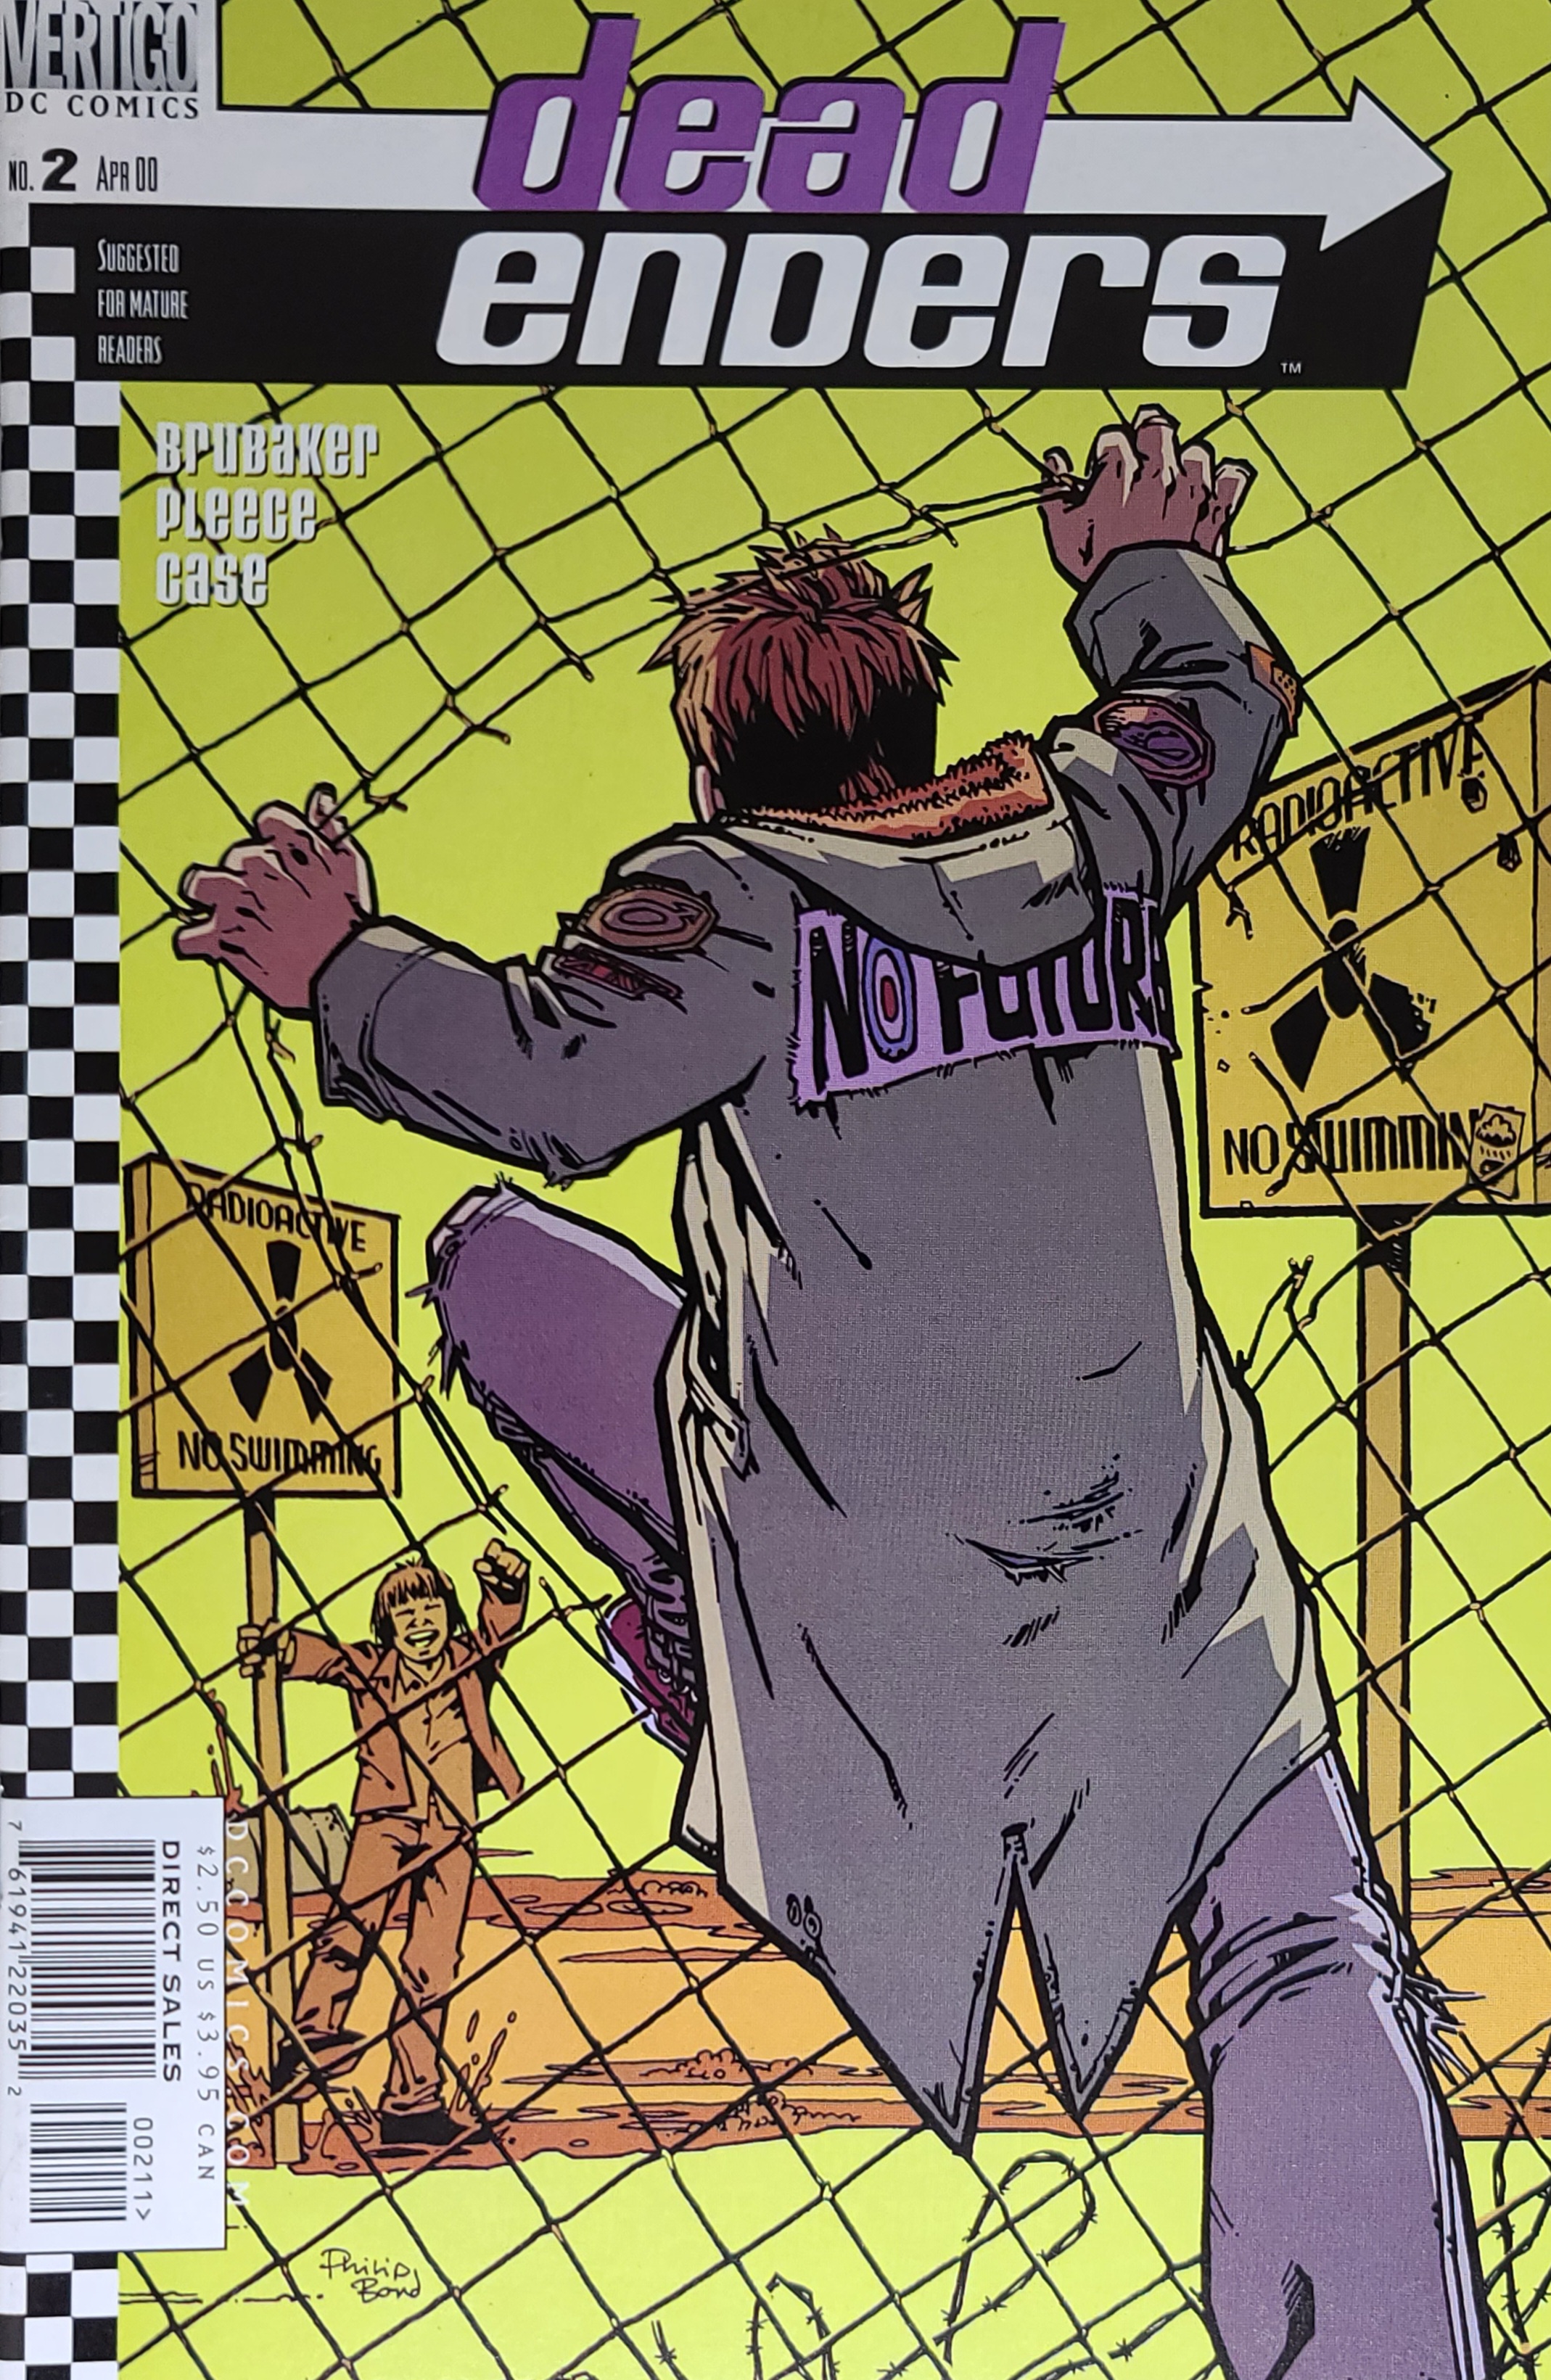 VERTIGO
DC COMICS
NO. 2 APR 00
dead
enders
TM
SUGGESTED
FOR MATURE
READERS
Brubaker
Pleece
Case
NO FUTURE
RADIOACTIVE
NO SWIMMIN
RADIOACTIVE
NO SWIMMING
DCCOMICS.COM
$2.50 US $3.95 CAN
DIRECT SALES
7 61941 22035 2
00211>
Philip
Bond